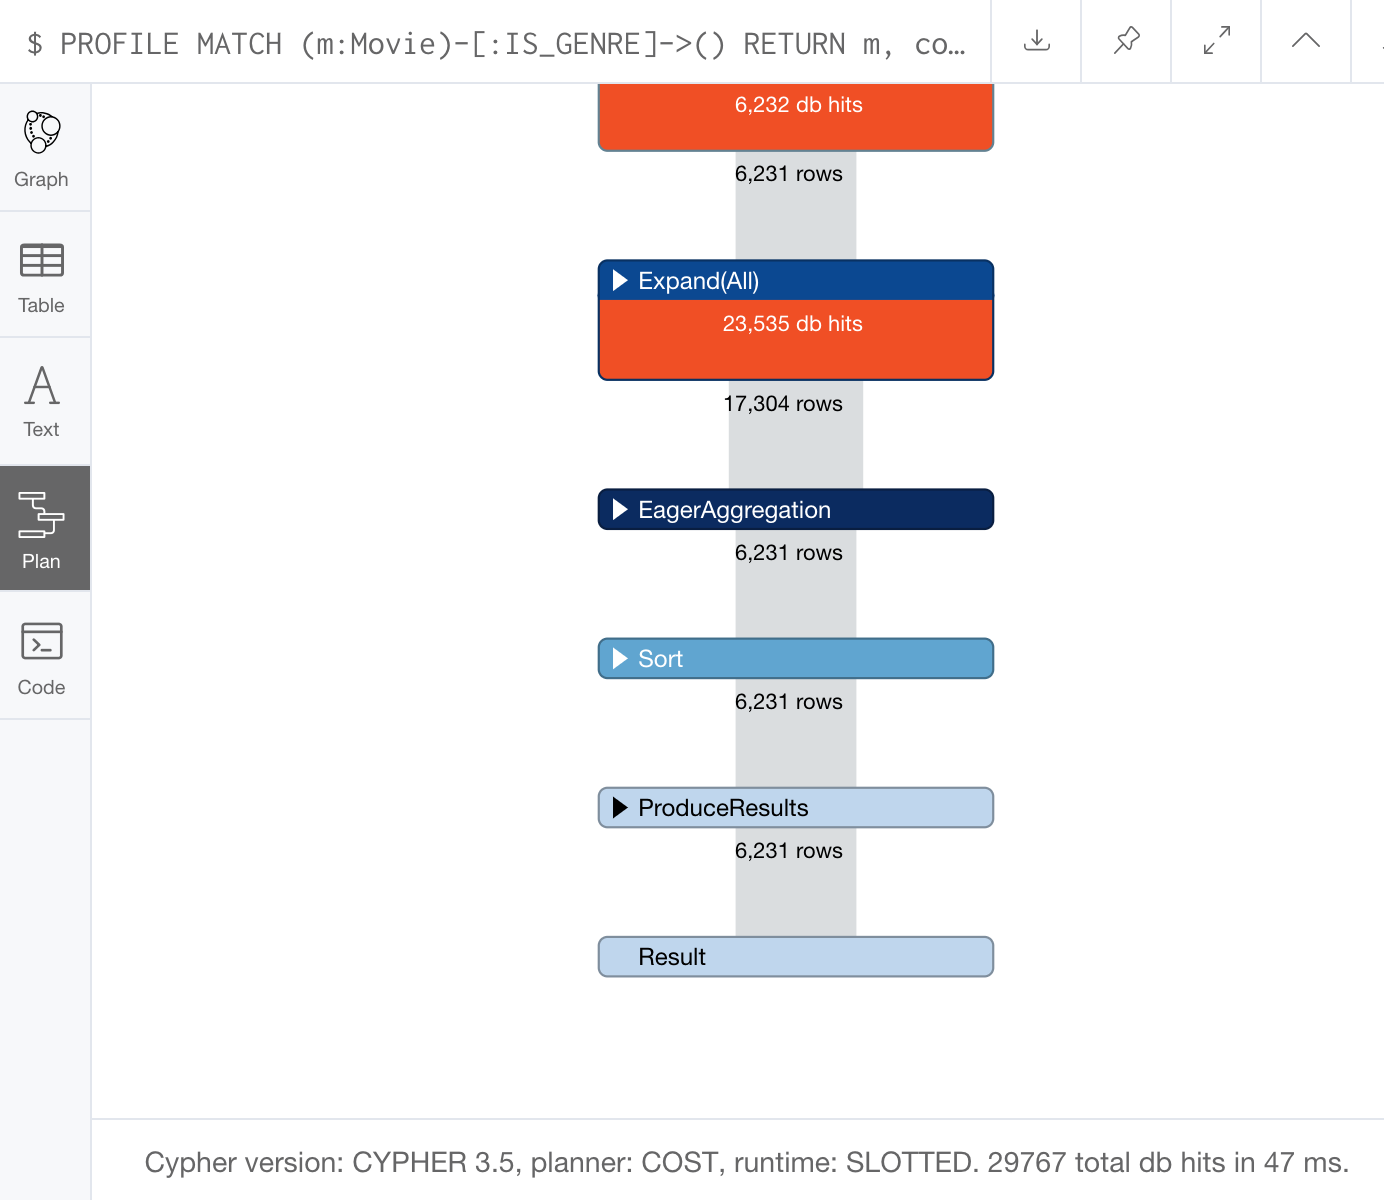 $ PROFILE MATCH (m:Movie)-[:IS_GENRE]->() RETURN m, co…
Graph
Table
Text
Plan
Code
6,232 db hits
6,231 rows
Expand(All)
23,535 db hits
17,304 rows
EagerAggregation
6,231 rows
Sort
6,231 rows
ProduceResults
6,231 rows
Result
Cypher version: CYPHER 3.5, planner: COST, runtime: SLOTTED. 29767 total db hits in 47 ms.